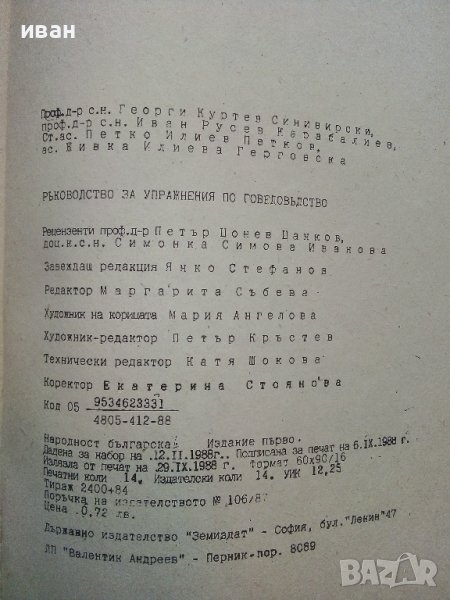 иван
Проф.д-р с.н. Георги Куртев Синивирски,
проф.д-р с.н. Иван Русев Карабалиев,
Ст.ас. Петко Илиев Петков,
ас. Живка Илиева Герговска
РЪКОВОДСТВО ЗА УПРАЖНЕНИЯ ПО ГОВЕДОВЪДСТВО
Рецензенти проф.д-р Петър Цонев Цанков,
доц.к.с.н. Симонка Симова Иванова
Завеждащ редакция Янко Стефанов
Редактор Маргарита Събева
Художник на корицата Мария Ангелова
Художник-редактор Петър Кръстев
Технически редактор Катя Шокова
Коректор Екатерина Стоянова
Код 05 9534623331
4805-412-88
Народност българска. Издание първо.
Дадена за набор на 12.II.1988г.. Подписана за печат на 6.IX.1988 г.
Излязла от печат на 29.IX.1988 г. Формат 60х90/16
Печатни коли 14. Издателски коли 14. УИК 12,25
Тираж 2400+84
Поръчка на издателството № 106/87
Цена 0,72 лв.
Държавно издателство "Земиздат" - София, бул."Ленин"47
ДП "Валентин Андреев" - Перник-пор. 8089
BAZAR.bg